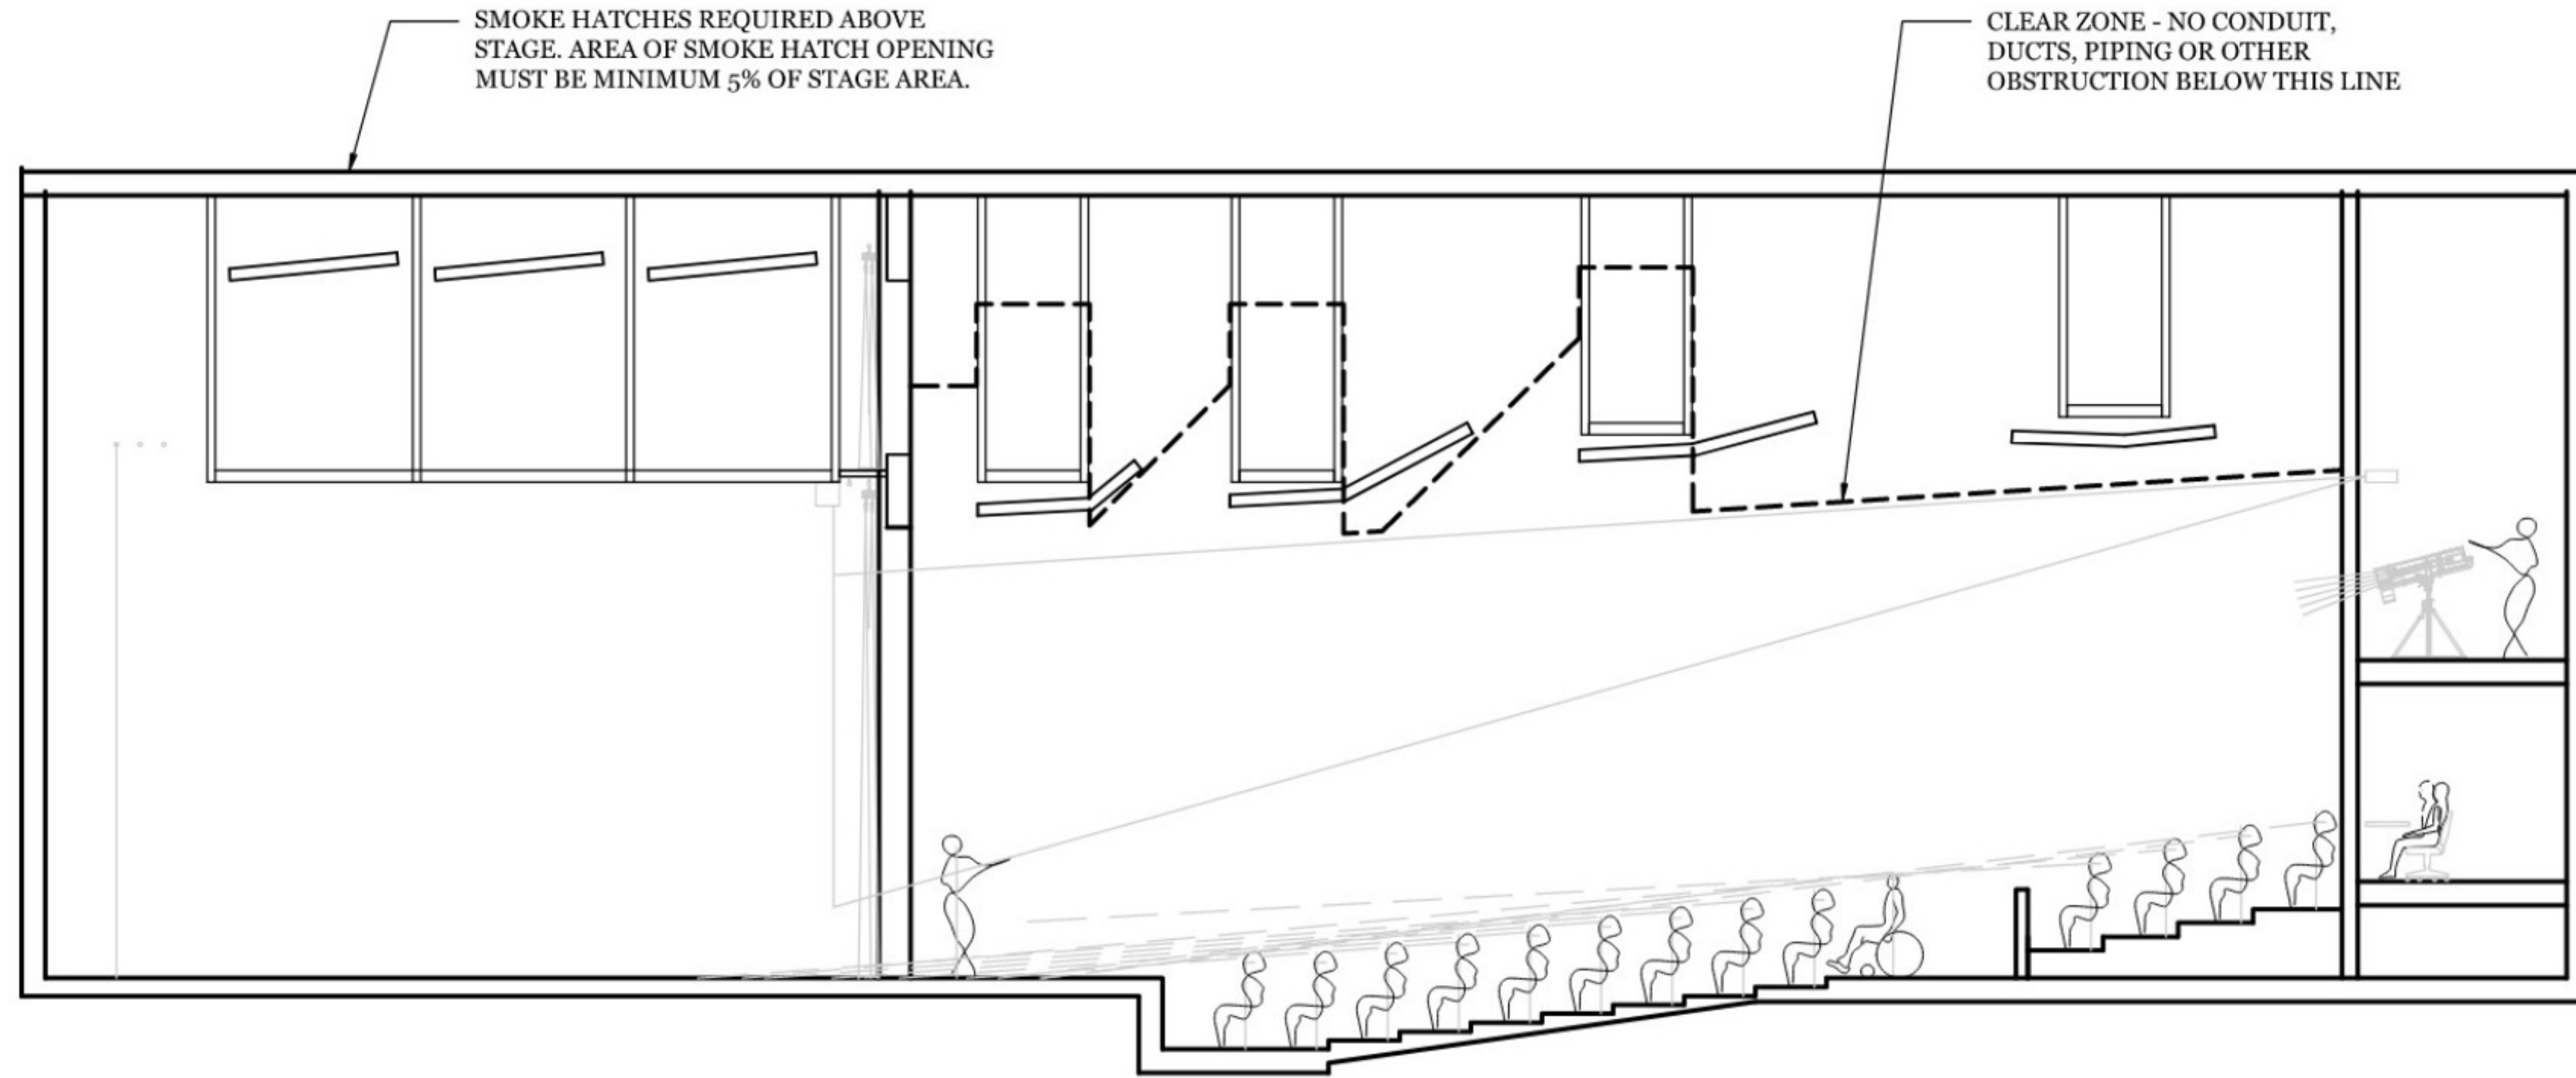 SMOKE HATCHES REQUIRED ABOVE
STAGE. AREA OF SMOKE HATCH OPENING
MUST BE MINIMUM 5% OF STAGE AREA.
CLEAR ZONE - NO CONDUIT,
DUCTS, PIPING OR OTHER
OBSTRUCTION BELOW THIS LINE